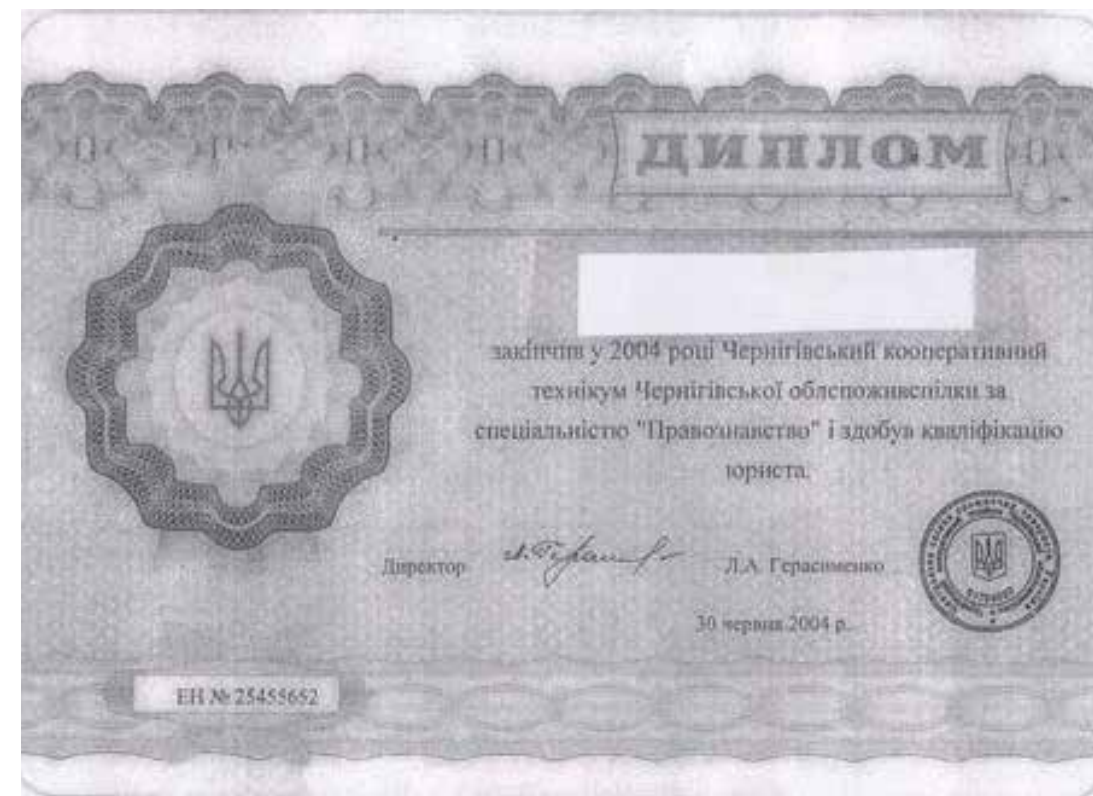 ДИПЛОМ
закінчив у 2004 році Чернігівський кооперативний
технікум Чернігівської облспоживспілки за
спеціальністю "Правознавство" і здобув кваліфікацію
юриста.
Директор
Л.А. Герасименко
30 червня 2004 р.
ЕН № 25455652